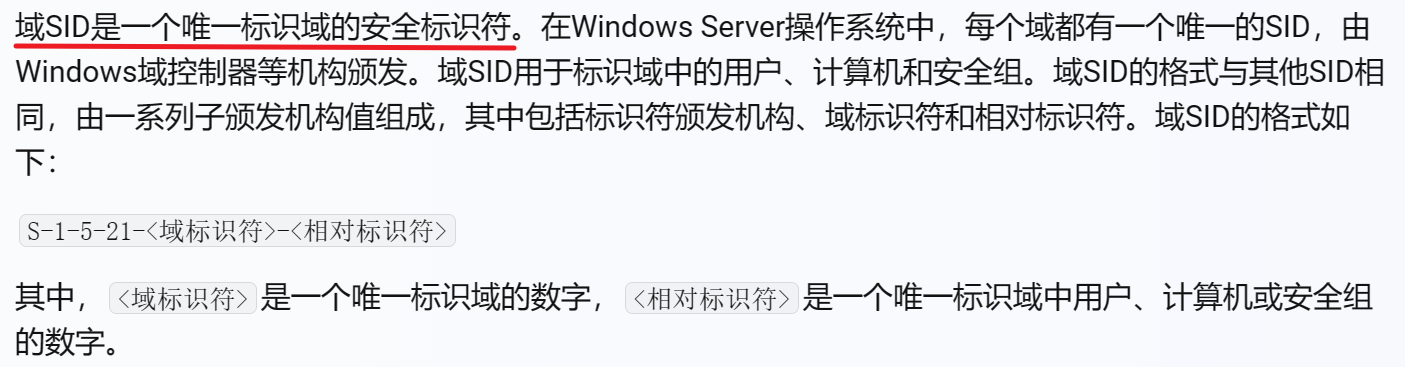 域SID是一个唯一标识域的安全标识符。在Windows Server操作系统中，每个域都有一个唯一的SID，由
Windows域控制器等机构颁发。域SID用于标识域中的用户、计算机和安全组。域SID的格式与其他SID相
同，由一系列子颁发机构值组成，其中包括标识符颁发机构、域标识符和相对标识符。域SID的格式如
下：
S-1-5-21-<域标识符>-<相对标识符>
其中，<域标识符>是一个唯一标识域的数字，<相对标识符>是一个唯一标识域中用户、计算机或安全组
的数字。